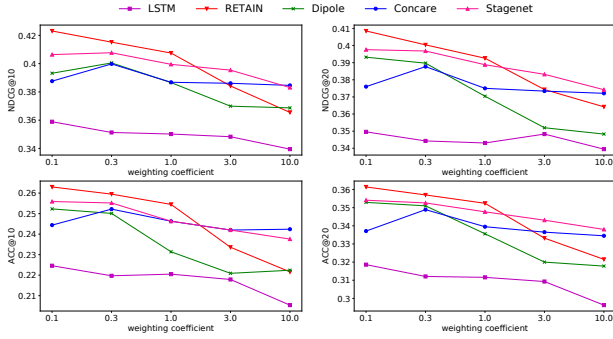 LSTM RETAIN Dipole Concare Stagenet
0.42
0.40
0.38
0.36
0.34
NDCG@10
0.1 0.3 1.0 3.0 10.0
weighting coefficient
0.41
0.4
0.39
0.38
0.37
0.36
0.35
0.34
NDCG@20
0.1 0.3 1.0 3.0 10.0
weighting coefficient
0.26
0.25
0.24
0.23
0.22
0.21
ACC@10
0.1 0.3 1.0 3.0 10.0
weighting coefficient
0.36
0.35
0.34
0.33
0.32
0.31
0.3
ACC@20
0.1 0.3 1.0 3.0 10.0
weighting coefficient